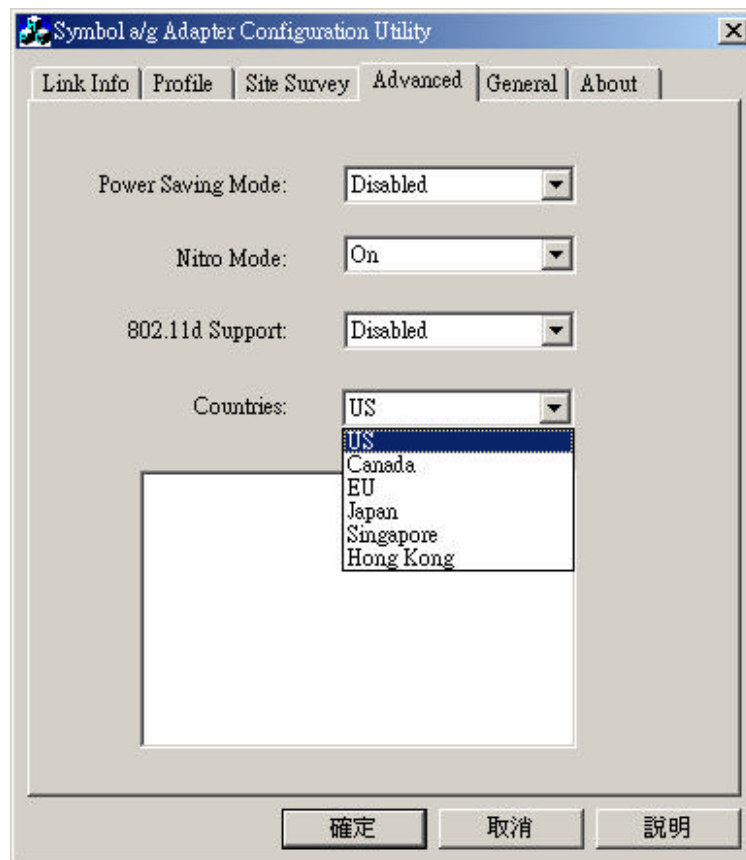 Symbol a/g Adapter Configuration Utility
Link Info Profile Site Survey Advanced General About
Power Saving Mode: Disabled
Nitro Mode: On
802.11d Support: Disabled
Countries: US
US
Canada
EU
Japan
Singapore
Hong Kong
確定 取消 説明